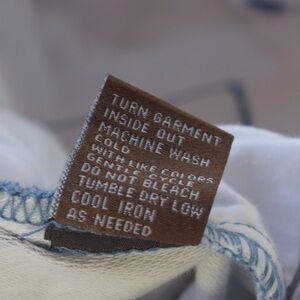 TURN GARMENT
INSIDE OUT
MACHINE WASH
COLD
WITH LIKE COLORS
GENTLE CYCLE
DO NOT BLEACH
TUMBLE DRY LOW
COOL IRON
AS NEEDED